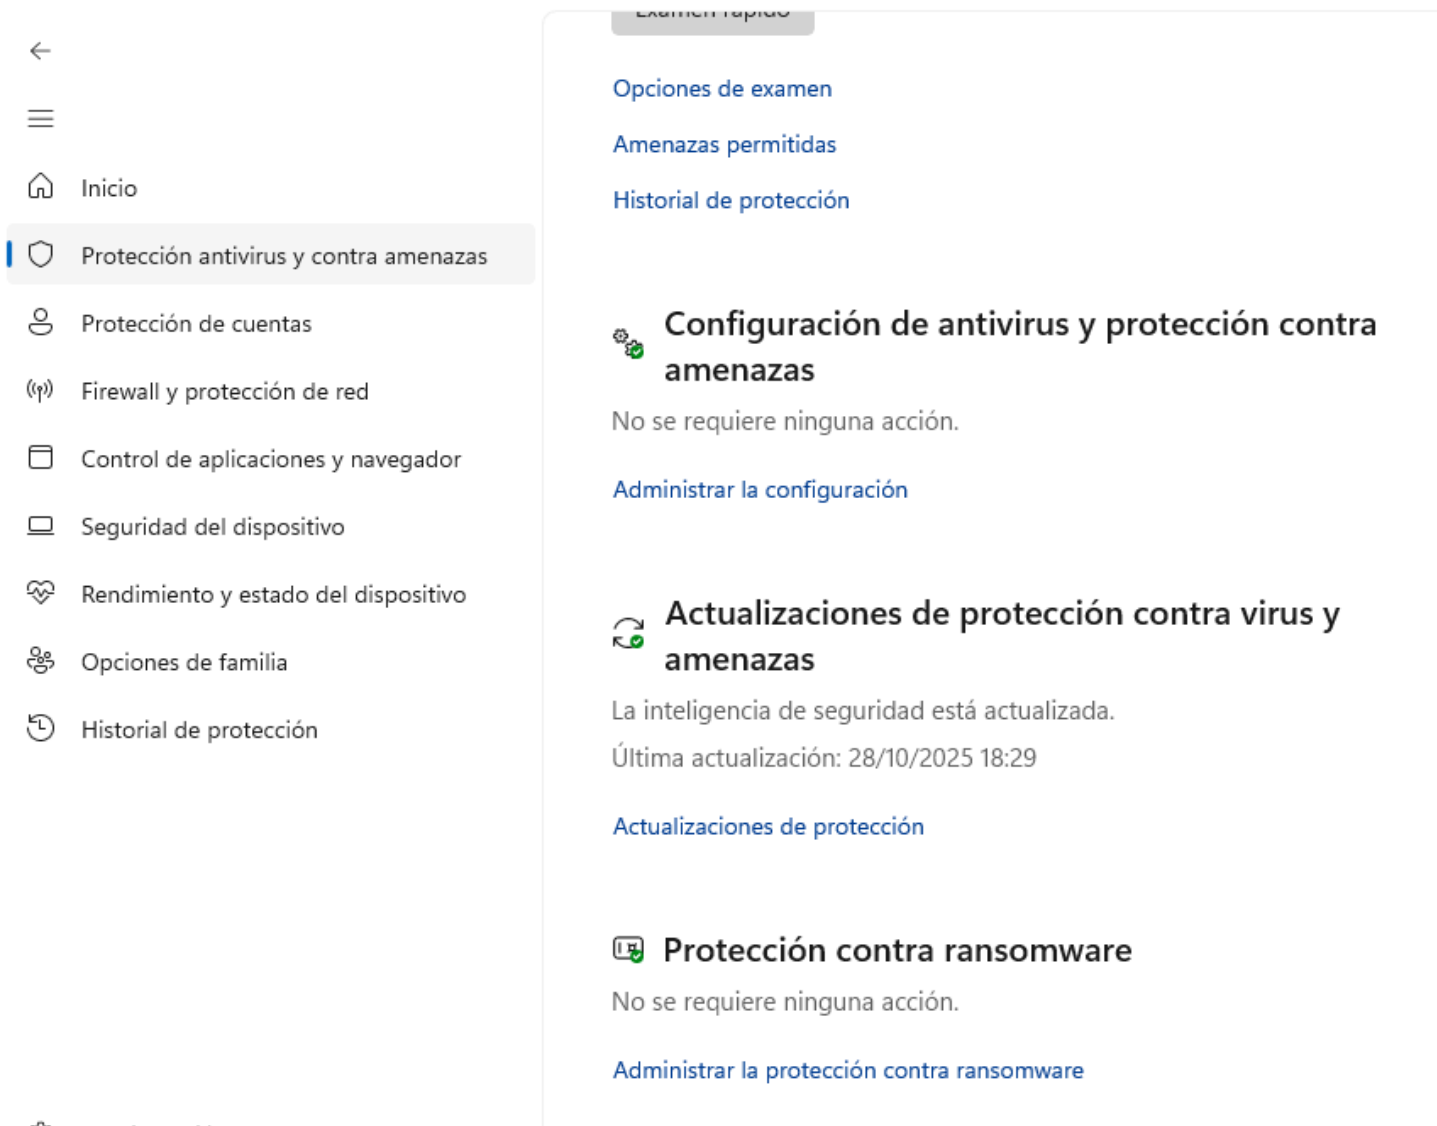 Examen rápido
Opciones de examen
Amenazas permitidas
Historial de protección
Inicio
Protección antivirus y contra amenazas
Protección de cuentas
Firewall y protección de red
Control de aplicaciones y navegador
Seguridad del dispositivo
Rendimiento y estado del dispositivo
Opciones de familia
Historial de protección
Configuración de antivirus y protección contra
amenazas
No se requiere ninguna acción.
Administrar la configuración
Actualizaciones de protección contra virus y
amenazas
La inteligencia de seguridad está actualizada.
Última actualización: 28/10/2025 18:29
Actualizaciones de protección
Protección contra ransomware
No se requiere ninguna acción.
Administrar la protección contra ransomware